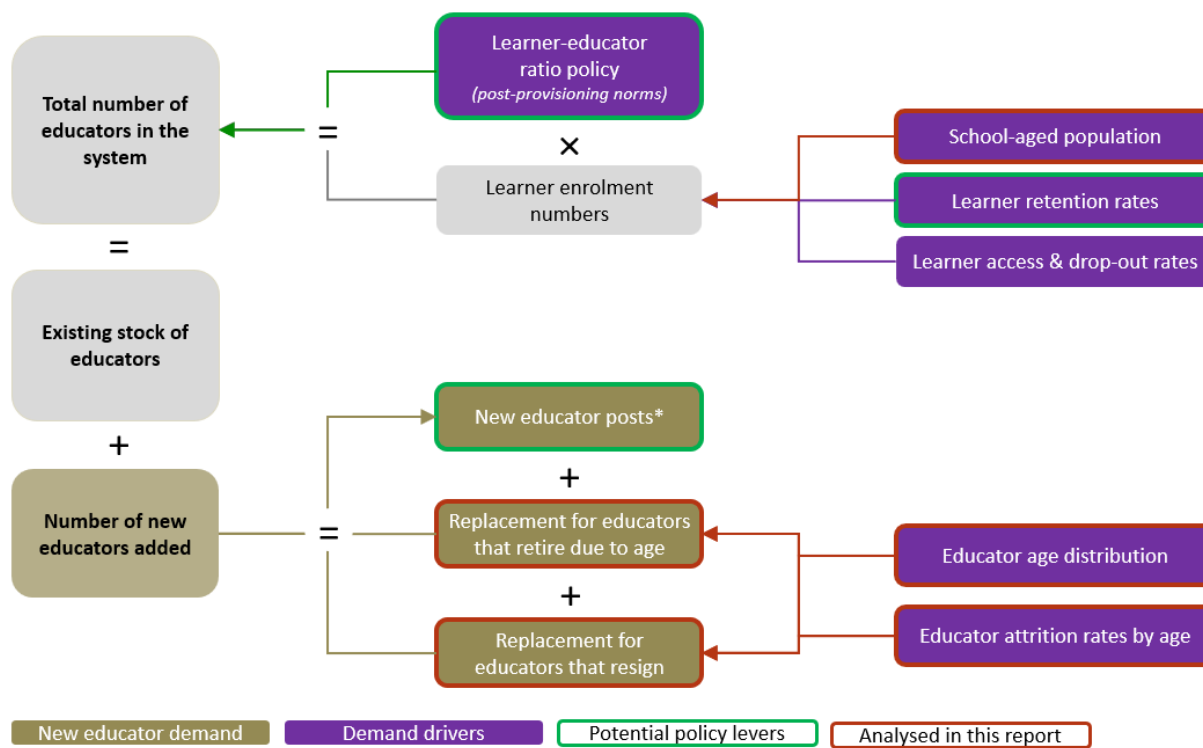 Total number of
educators in the
system
=
Existing stock of
educators
+
Number of new
educators added
=
Learner-educator
ratio policy
(post-provisioning norms)
×
Learner enrolment
numbers
School-aged population
Learner retention rates
Learner access & drop-out rates
=
New educator posts*
+
Replacement for educators
that retire due to age
+
Replacement for
educators that resign
Educator age distribution
Educator attrition rates by age
New educator demand
Demand drivers
Potential policy levers
Analysed in this report